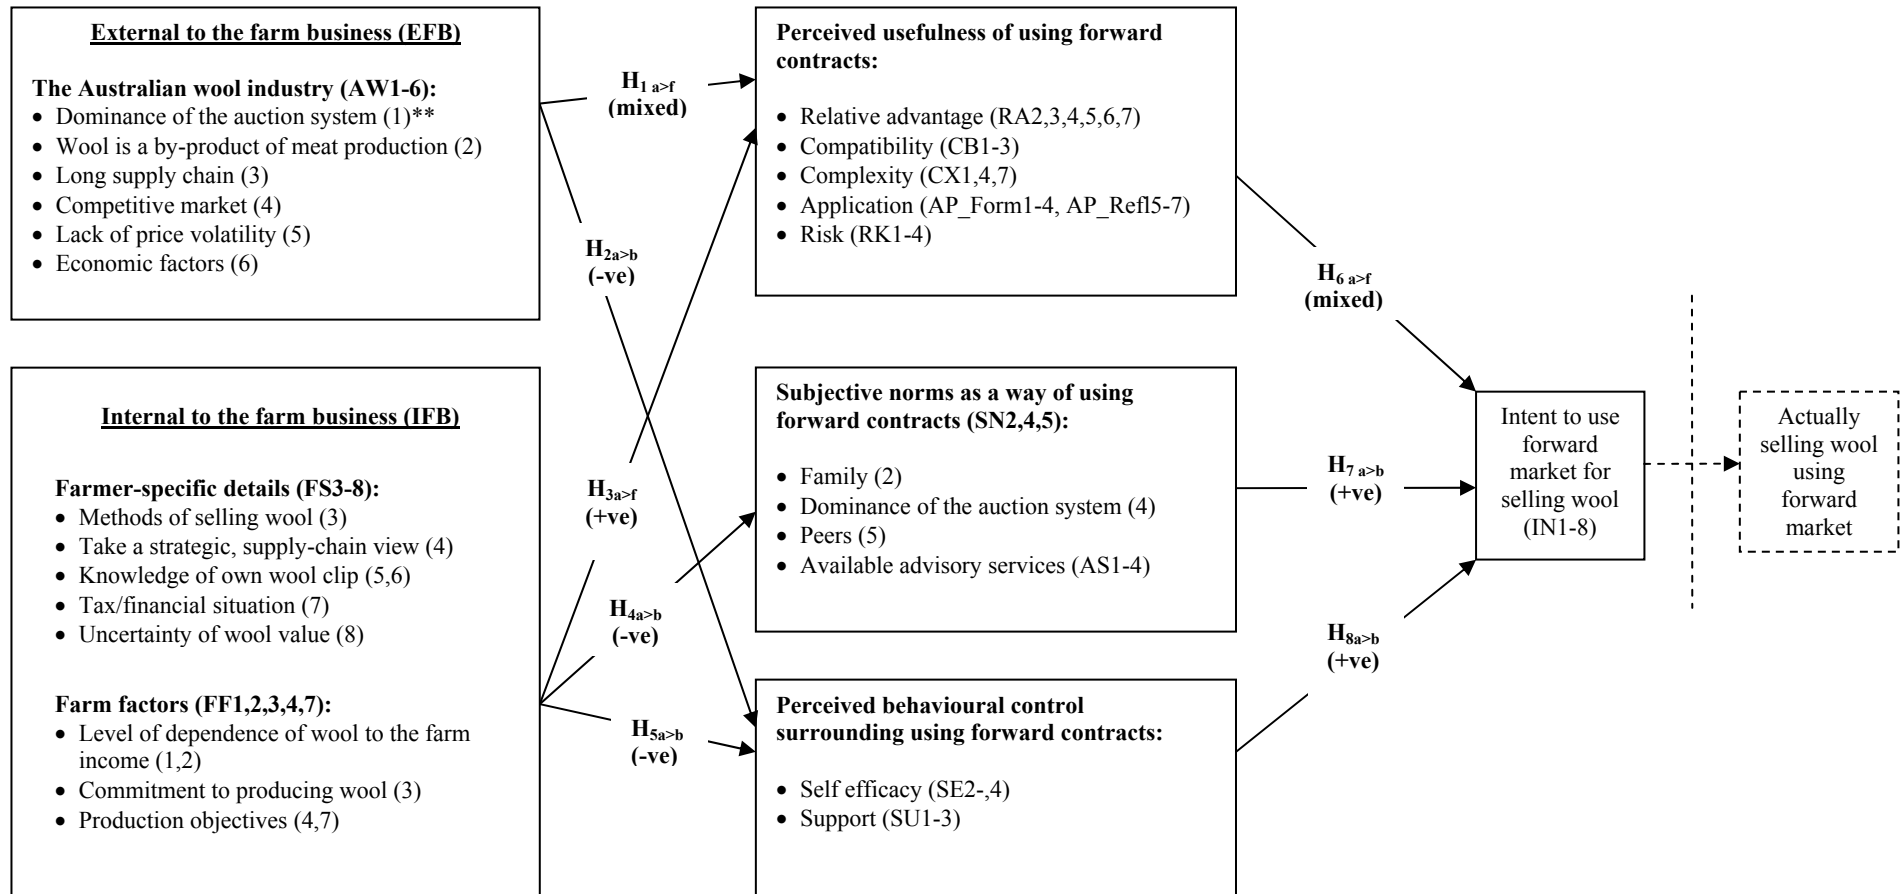 External to the farm business (EFB)
The Australian wool industry (AW1-6):
• Dominance of the auction system (1)**
• Wool is a by-product of meat production (2)
• Long supply chain (3)
• Competitive market (4)
• Lack of price volatility (5)
• Economic factors (6)
Internal to the farm business (IFB)
Farmer-specific details (FS3-8):
• Methods of selling wool (3)
• Take a strategic, supply-chain view (4)
• Knowledge of own wool clip (5,6)
• Tax/financial situation (7)
• Uncertainty of wool value (8)
Farm factors (FF1,2,3,4,7):
• Level of dependence of wool to the farm
income (1,2)
• Commitment to producing wool (3)
• Production objectives (4,7)
H1 a>f
(mixed)
H2a>b
(-ve)
H3a>f
(+ve)
H4a>b
(-ve)
H5a>b
(-ve)
Perceived usefulness of using forward
contracts:
• Relative advantage (RA2,3,4,5,6,7)
• Compatibility (CB1-3)
• Complexity (CX1,4,7)
• Application (AP_Form1-4, AP_Refl5-7)
• Risk (RK1-4)
Subjective norms as a way of using
forward contracts (SN2,4,5):
• Family (2)
• Dominance of the auction system (4)
• Peers (5)
• Available advisory services (AS1-4)
Perceived behavioural control
surrounding using forward contracts:
• Self efficacy (SE2-,4)
• Support (SU1-3)
H6 a>f
(mixed)
H7 a>b
(+ve)
H8a>b
(+ve)
Intent to use
forward
market for
selling wool
(IN1-8)
Actually
selling wool
using
forward
market